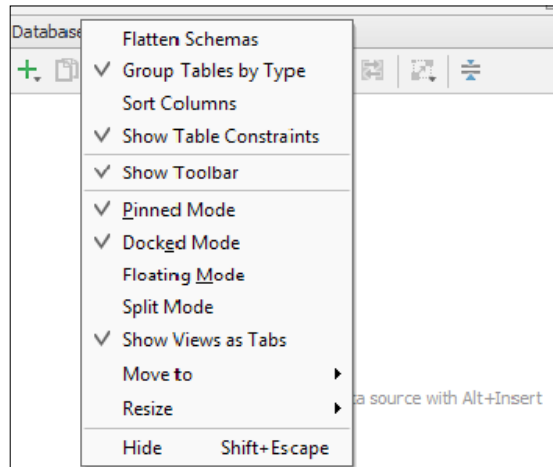 Database
Flatten Schemas
Group Tables by Type
Sort Columns
Show Table Constraints
Show Toolbar
Pinned Mode
Docked Mode
Floating Mode
Split Mode
Show Views as Tabs
Move to
source with Alt+Insert
Resize
Hide Shift+Escape